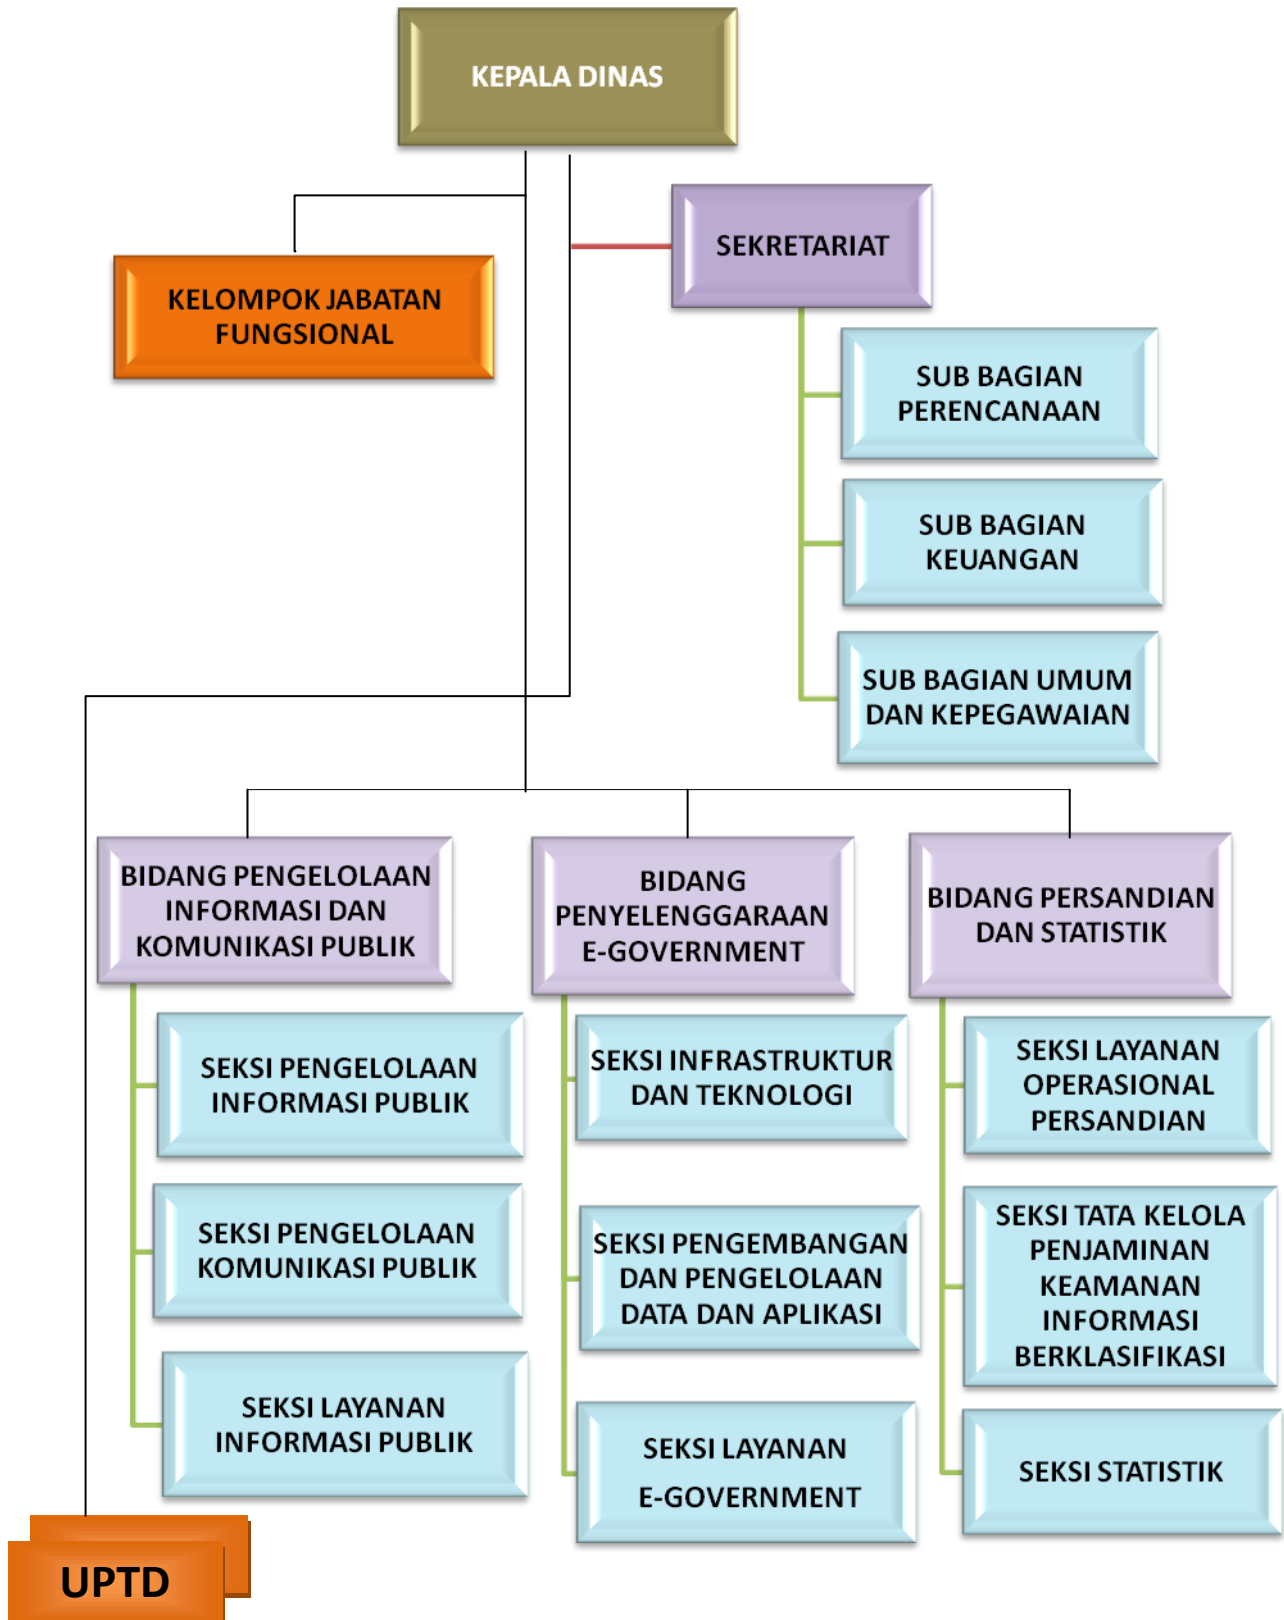 KEPALA DINAS
SEKRETARIAT
KELOMPOK JABATAN
FUNGSIONAL
SUB BAGIAN
PERENCANAAN
SUB BAGIAN
KEUANGAN
SUB BAGIAN UMUM
DAN KEPEGAWAIAN
BIDANG PENGELOLAAN
INFORMASI DAN
KOMUNIKASI PUBLIK
SEKSI PENGELOLAAN
INFORMASI PUBLIK
SEKSI PENGELOLAAN
KOMUNIKASI PUBLIK
SEKSI LAYANAN
INFORMASI PUBLIK
BIDANG
PENYELENGGARAAN
E-GOVERNMENT
SEKSI INFRASTRUKTUR
DAN TEKNOLOGI
SEKSI PENGEMBANGAN
DAN PENGELOLAAN
DATA DAN APLIKASI
SEKSI LAYANAN
E-GOVERNMENT
BIDANG PERSANDIAN
DAN STATISTIK
SEKSI LAYANAN
OPERASIONAL
PERSANDIAN
SEKSI TATA KELOLA
PENJAMINAN
KEAMANAN
INFORMASI
BERKLASIFIKASI
SEKSI STATISTIK
UPTD